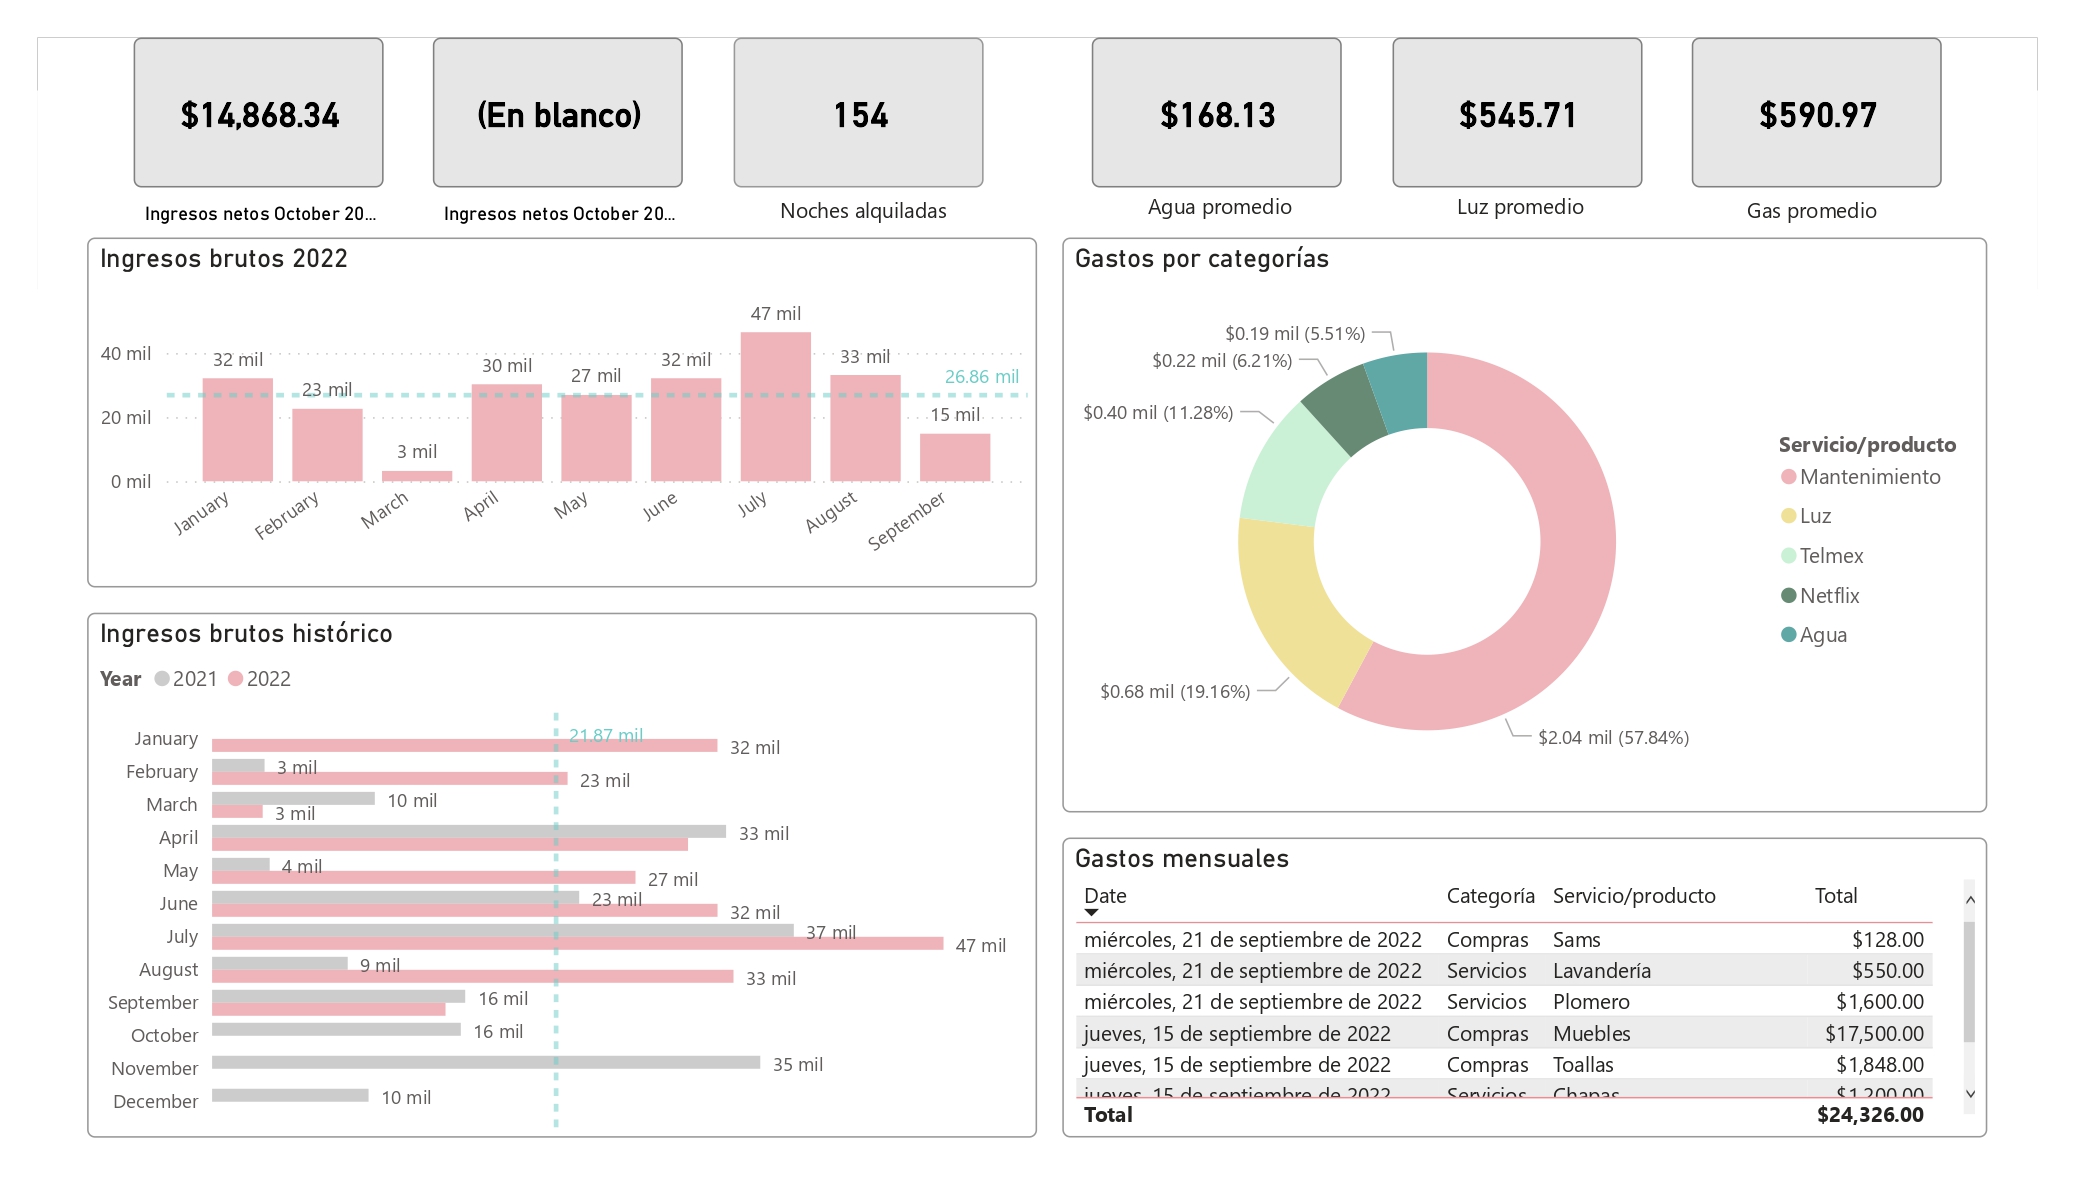 $14,868.34
(En blanco)
154
$168.13
$545.71
$590.97
Ingresos netos October 20...
Ingresos netos October 20...
Noches alquiladas
Agua promedio
Luz promedio
Gas promedio
Ingresos brutos 2022
40 mil
20 mil
0 mil
32 mil
23 mil
3 mil
30 mil
27 mil
32 mil
47 mil
33 mil
15 mil
26.86 mil
January
February
March
April
May
June
July
August
September
Ingresos brutos histórico
Year 2021 2022
21.87 mil
January 32 mil
February 3 mil
23 mil
March 10 mil
3 mil
April 33 mil
May 4 mil
27 mil
June 23 mil
32 mil
July 37 mil
47 mil
August 9 mil
33 mil
September 16 mil
October 16 mil
November 35 mil
December 10 mil
Gastos por categorías
$0.19 mil (5.51%)
$0.22 mil (6.21%)
$0.40 mil (11.28%)
$0.68 mil (19.16%)
$2.04 mil (57.84%)
Servicio/producto
Mantenimiento
Luz
Telmex
Netflix
Agua
Gastos mensuales
Date Categoría Servicio/producto Total
miércoles, 21 de septiembre de 2022 Compras Sams $128.00
miércoles, 21 de septiembre de 2022 Servicios Lavandería $550.00
miércoles, 21 de septiembre de 2022 Servicios Plomero $1,600.00
jueves, 15 de septiembre de 2022 Compras Muebles $17,500.00
jueves, 15 de septiembre de 2022 Compras Toallas $1,848.00
jueves, 15 de septiembre de 2022 Servicios Chapas $1,200.00
Total $24,326.00